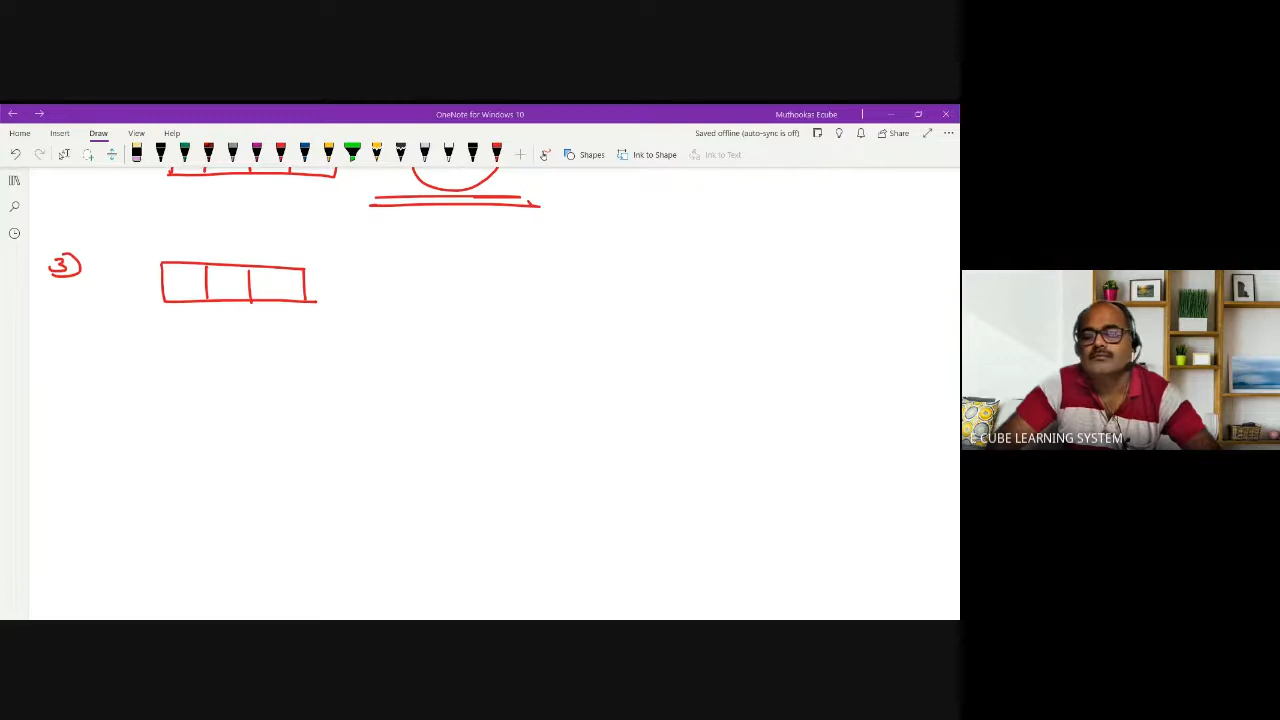 OneNote for Windows 10
Muthookas Ecube
Home Insert Draw View Help
Saved offline (auto-sync is off)
Share
Shapes
Ink to Shape
Ink to Text
3
E CUBE LEARNING SYSTEM